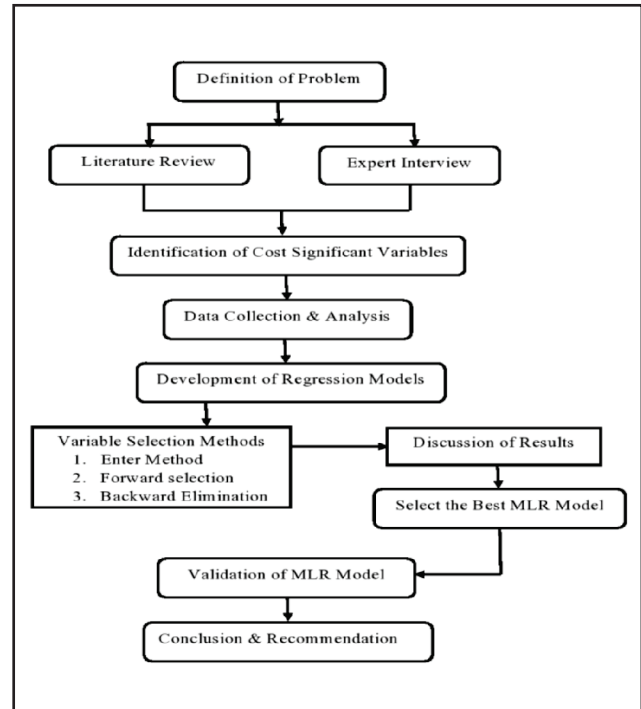 Definition of Problem
Literature Review
Expert Interview
Identification of Cost Significant Variables
Data Collection & Analysis
Development of Regression Models
Variable Selection Methods
1. Enter Method
2. Forward selection
3. Backward Elimination
Discussion of Results
Select the Best MLR Model
Validation of MLR Model
Conclusion & Recommendation